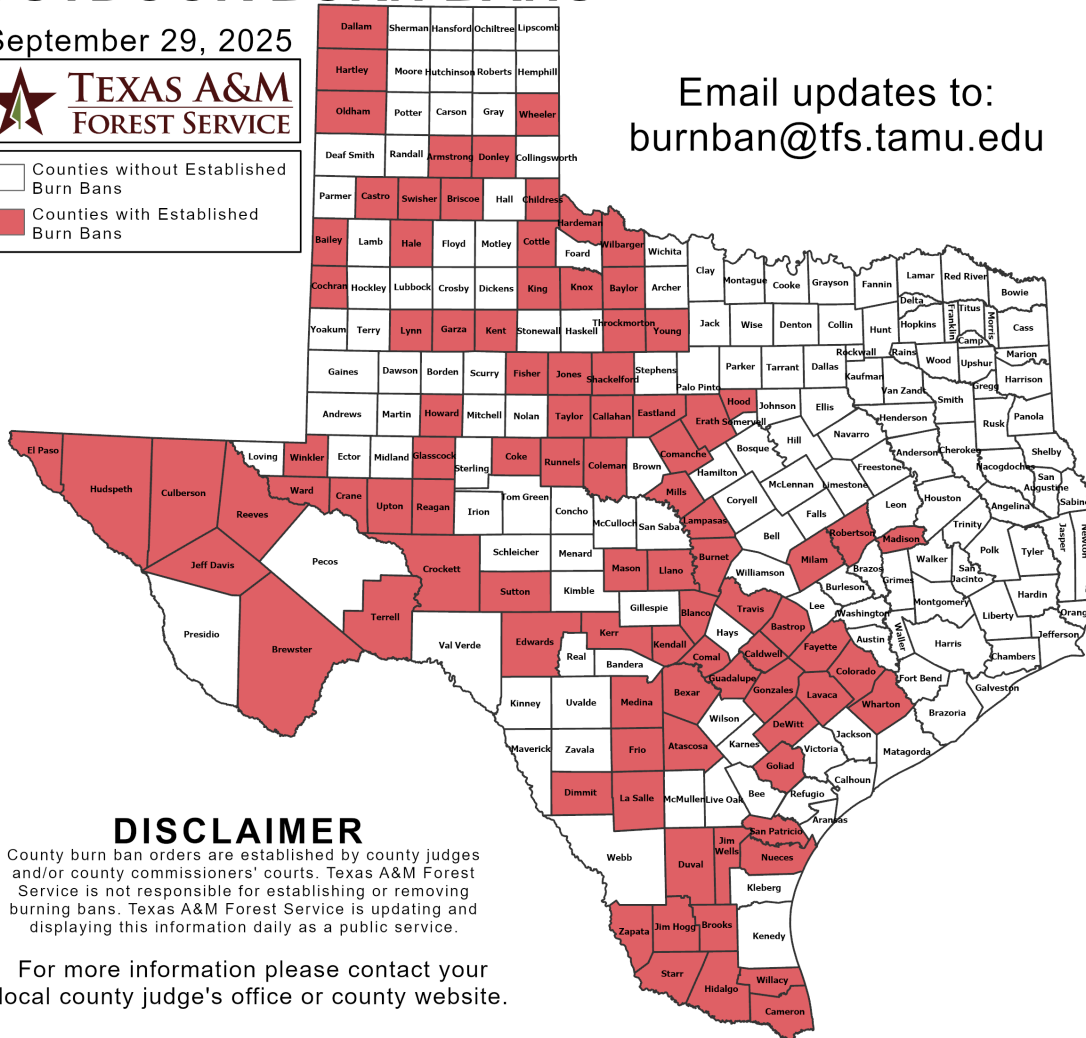 September 29, 2025
TEXAS A&M
FOREST SERVICE
Counties without Established
Burn Bans
Counties with Established
Burn Bans
Email updates to:
burnban@tfs.tamu.edu
Dallam Sherman Hansford Ochiltree Lipscomb
Hartley Moore Hutchinson Roberts Hemphill
Oldham Potter Carson Gray Wheeler
Deaf Smith Randall Armstrong Donley Collingsworth
Parmer Castro Swisher Briscoe Hall Childress
Hardeman
Bailey Lamb Hale Floyd Motley Cottle Foard Wilbarger Wichita
Clay Montague Cooke Grayson Fannin Lamar Red River Bowie
Cochran Hockley Lubbock Crosby Dickens King Knox Baylor Archer
Delta Titus Franklin Morris
Yoakum Terry Lynn Garza Kent Stonewall Haskell Throckmorton Young Jack Wise Denton Collin Hunt Hopkins Cass
Camp
Rockwall Rains Wood Upshur Marion
Gaines Dawson Borden Scurry Fisher Jones Shackelford Stephens Palo Pinto Parker Tarrant Dallas Kaufman Van Zandt Gregg Harrison
Smith
Andrews Martin Howard Mitchell Nolan Taylor Callahan Eastland Erath Hood Somervell Johnson Ellis Henderson Rusk Panola
El Paso Loving Winkler Ector Midland Glasscock Sterling Coke Runnels Coleman Brown Comanche Hamilton Bosque Hill Navarro Anderson Cherokee Shelby
Freestone Nacogdoches
San
Augustine
Hudspeth Culberson Reeves Ward Crane Upton Reagan Irion Tom Green Concho McCulloch San Saba Mills Coryell McLennan Limestone Leon Houston Angelina
Lampasas Bell Falls Robertson Madison Trinity Jasper Newton
Jeff Davis Pecos Crockett Schleicher Menard Mason Llano Burnet Williamson Milam Brazos Grimes Walker San
Jacinto Polk Tyler
Terrell Sutton Kimble Gillespie Blanco Travis Lee Burleson Washington Montgomery Liberty Hardin
Presidio Brewster Val Verde Edwards Kerr Real Bandera Kendall Hays Bastrop Caldwell Fayette Austin Waller Harris Chambers Jefferson
Comal Guadalupe Colorado Fort Bend Galveston
Kinney Uvalde Medina Bexar Gonzales Lavaca Wharton Brazoria
Wilson DeWitt Jackson Matagorda
Maverick Zavala Frio Atascosa Karnes Goliad Victoria
Dimmit La Salle McMullen Live Oak Bee Refugio Calhoun
Aransas
Webb Duval Jim
Wells San Patricio Nueces
Kleberg
Zapata Jim Hogg Brooks Kenedy
Starr Hidalgo Willacy
Cameron
DISCLAIMER
County burn ban orders are established by county judges
and/or county commissioners' courts. Texas A&M Forest
Service is not responsible for establishing or removing
burning bans. Texas A&M Forest Service is updating and
displaying this information daily as a public service.
For more information please contact your
local county judge's office or county website.